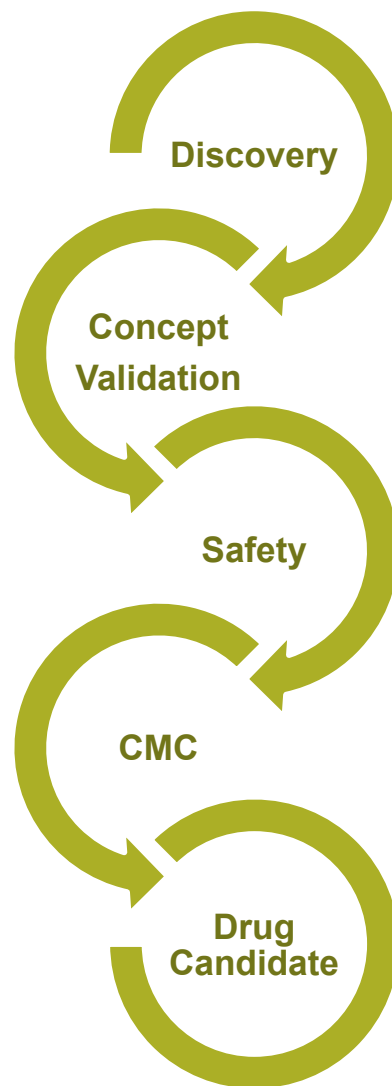 Discovery
Concept
Validation
Safety
CMC
Drug
Candidate